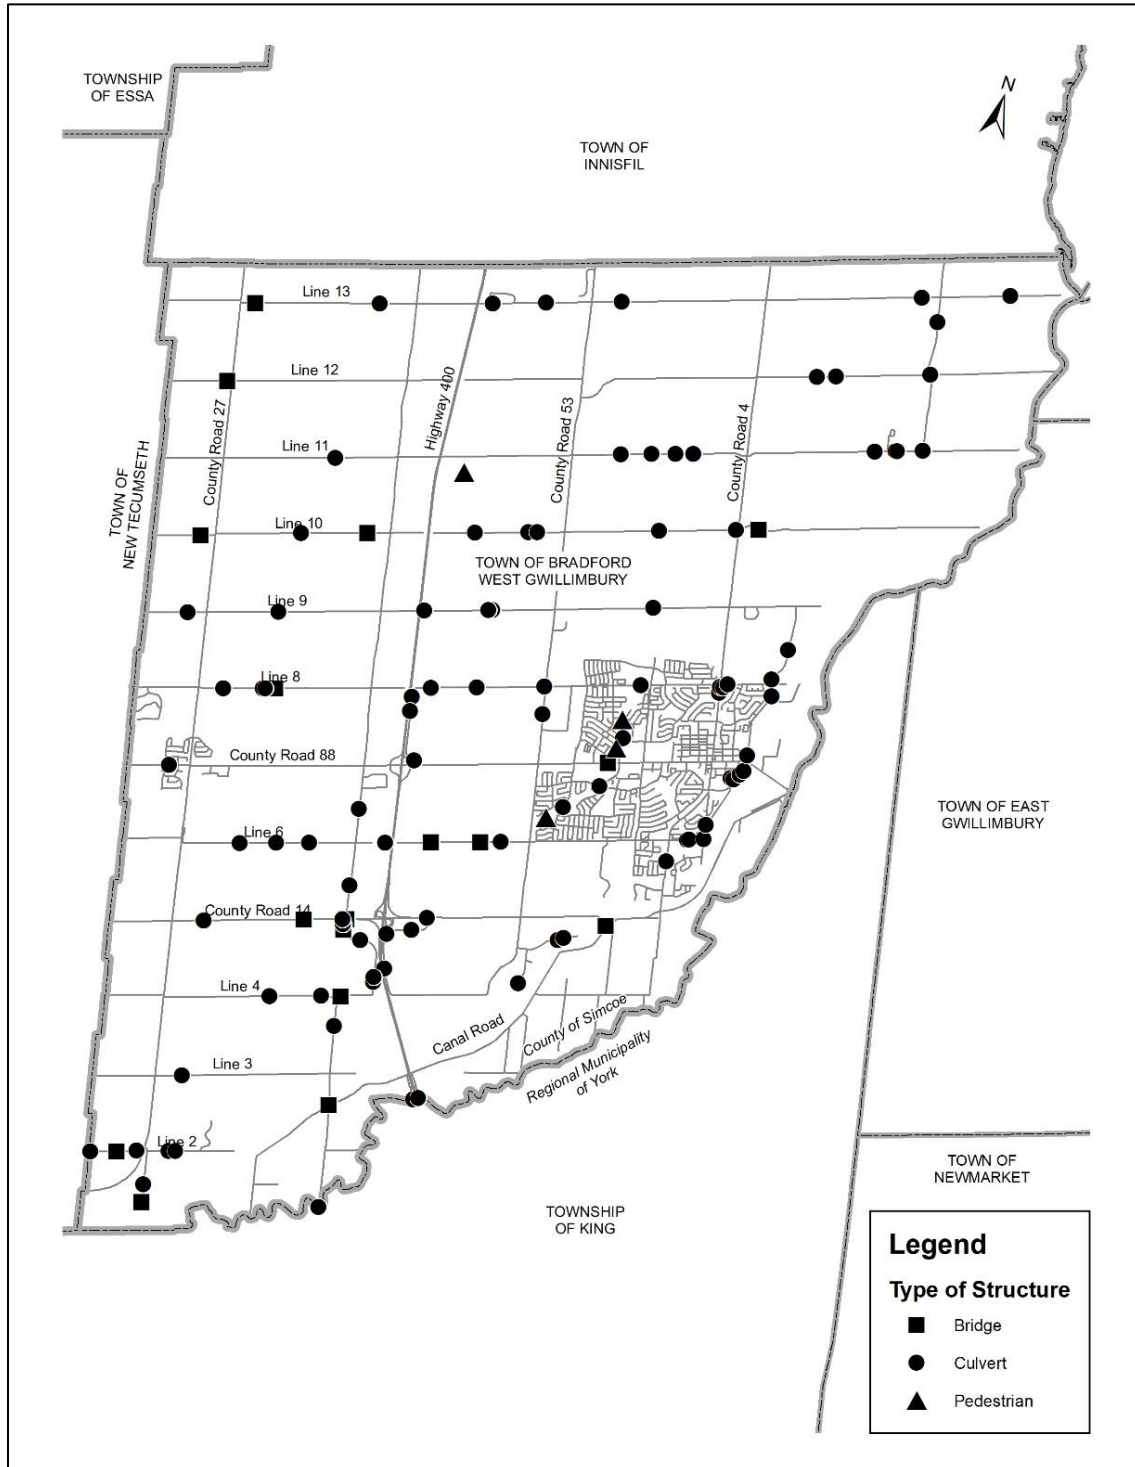 TOWNSHIP
OF ESSA
N
TOWN OF
INNISFIL
Line 13
Line 12
Highway 400
County Road 27
County Road 53
County Road 4
Line 11
TOWN OF
NEW TECUMSETH
Line 10
TOWN OF BRADFORD
WEST GWILLIMBURY
Line 9
Line 8
County Road 88
TOWN OF EAST
GWILLIMBURY
Line 6
County Road 14
Line 4
Canal Road
County of Simcoe
Regional Municipality
of York
Line 3
Line 2
TOWN OF
NEWMARKET
TOWNSHIP
OF KING
Legend
Type of Structure
Bridge
Culvert
Pedestrian